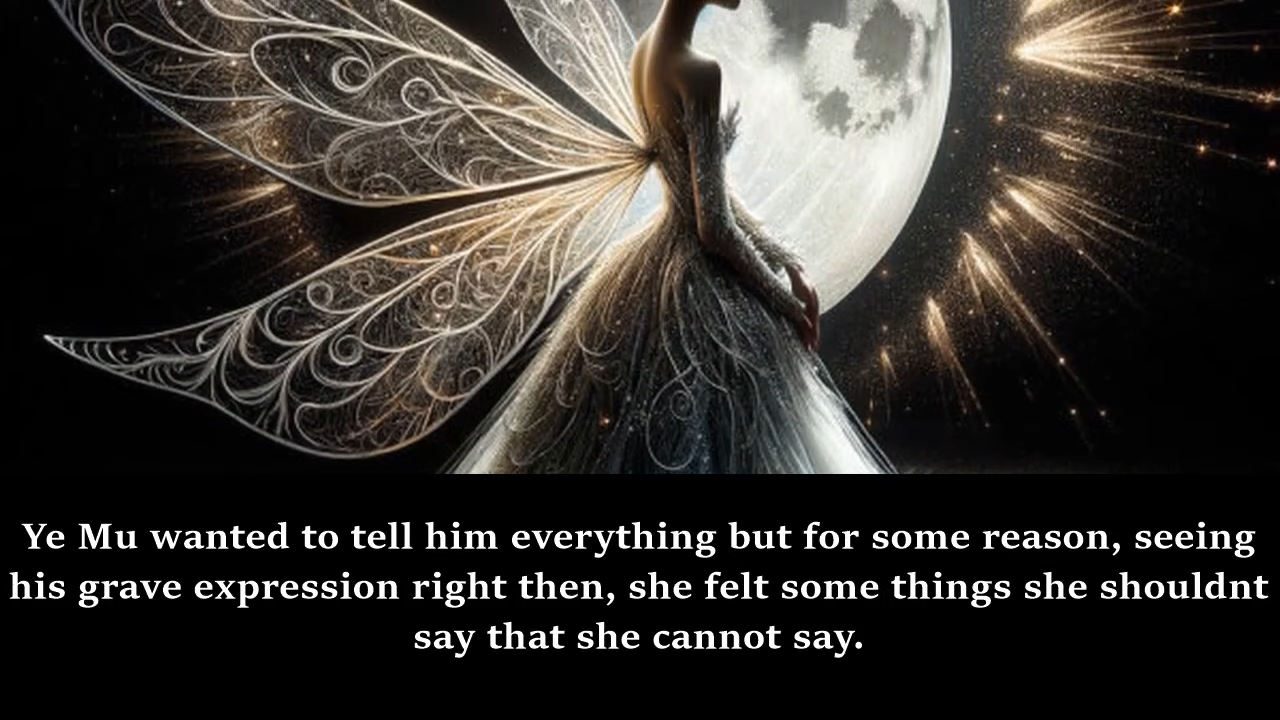 Ye Mu wanted to tell him everything but for some reason, seeing
his grave expression right then, she felt some things she shouldnt
say that she cannot say.